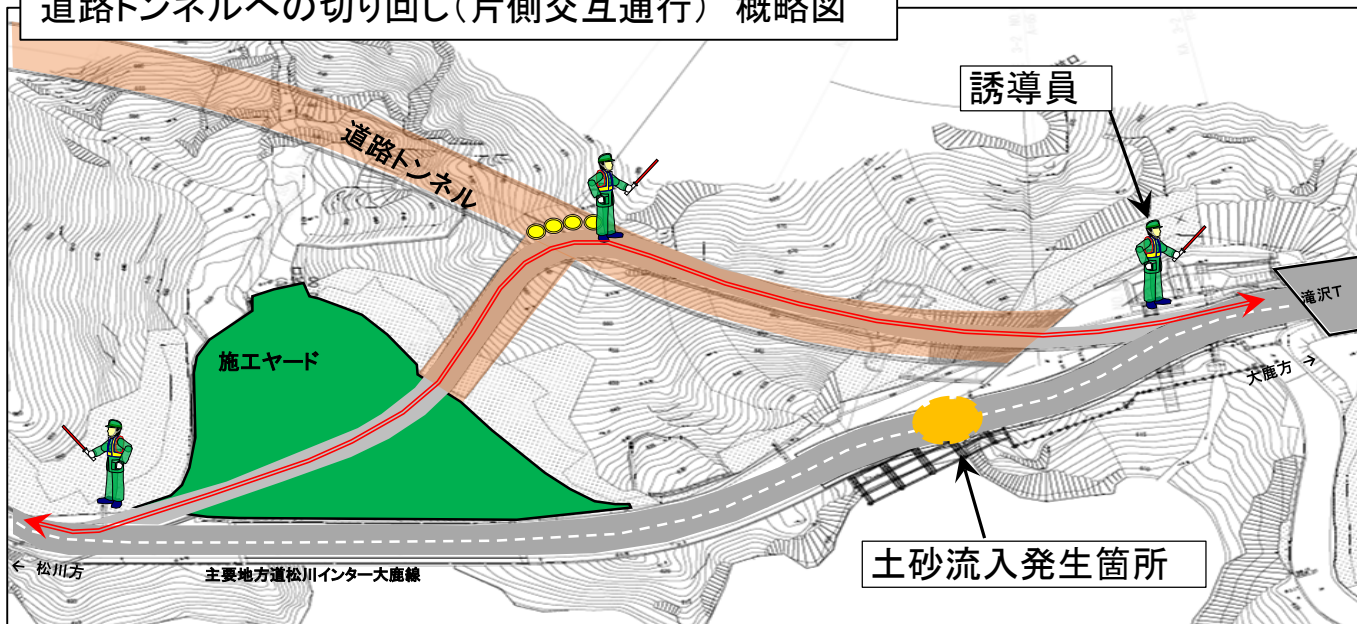 道路トンネルへの切り回し（片側交互通行） 概略図
誘導員
道路トンネル
滝沢T
施工ヤード
大鹿方 →
← 松川方
主要地方道松川インター大鹿線
土砂流入発生箇所